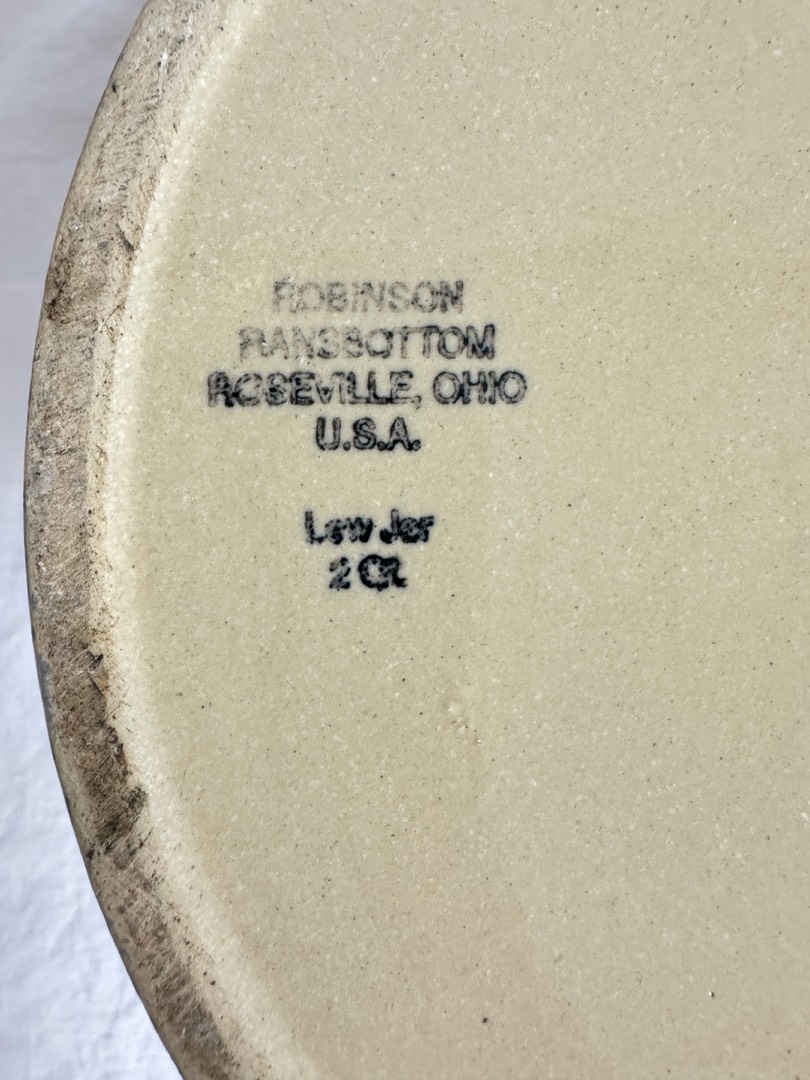 ROBINSON
RANSBOTTOM
ROSEVILLE, OHIO
U.S.A.
Low Jar
2 QT.